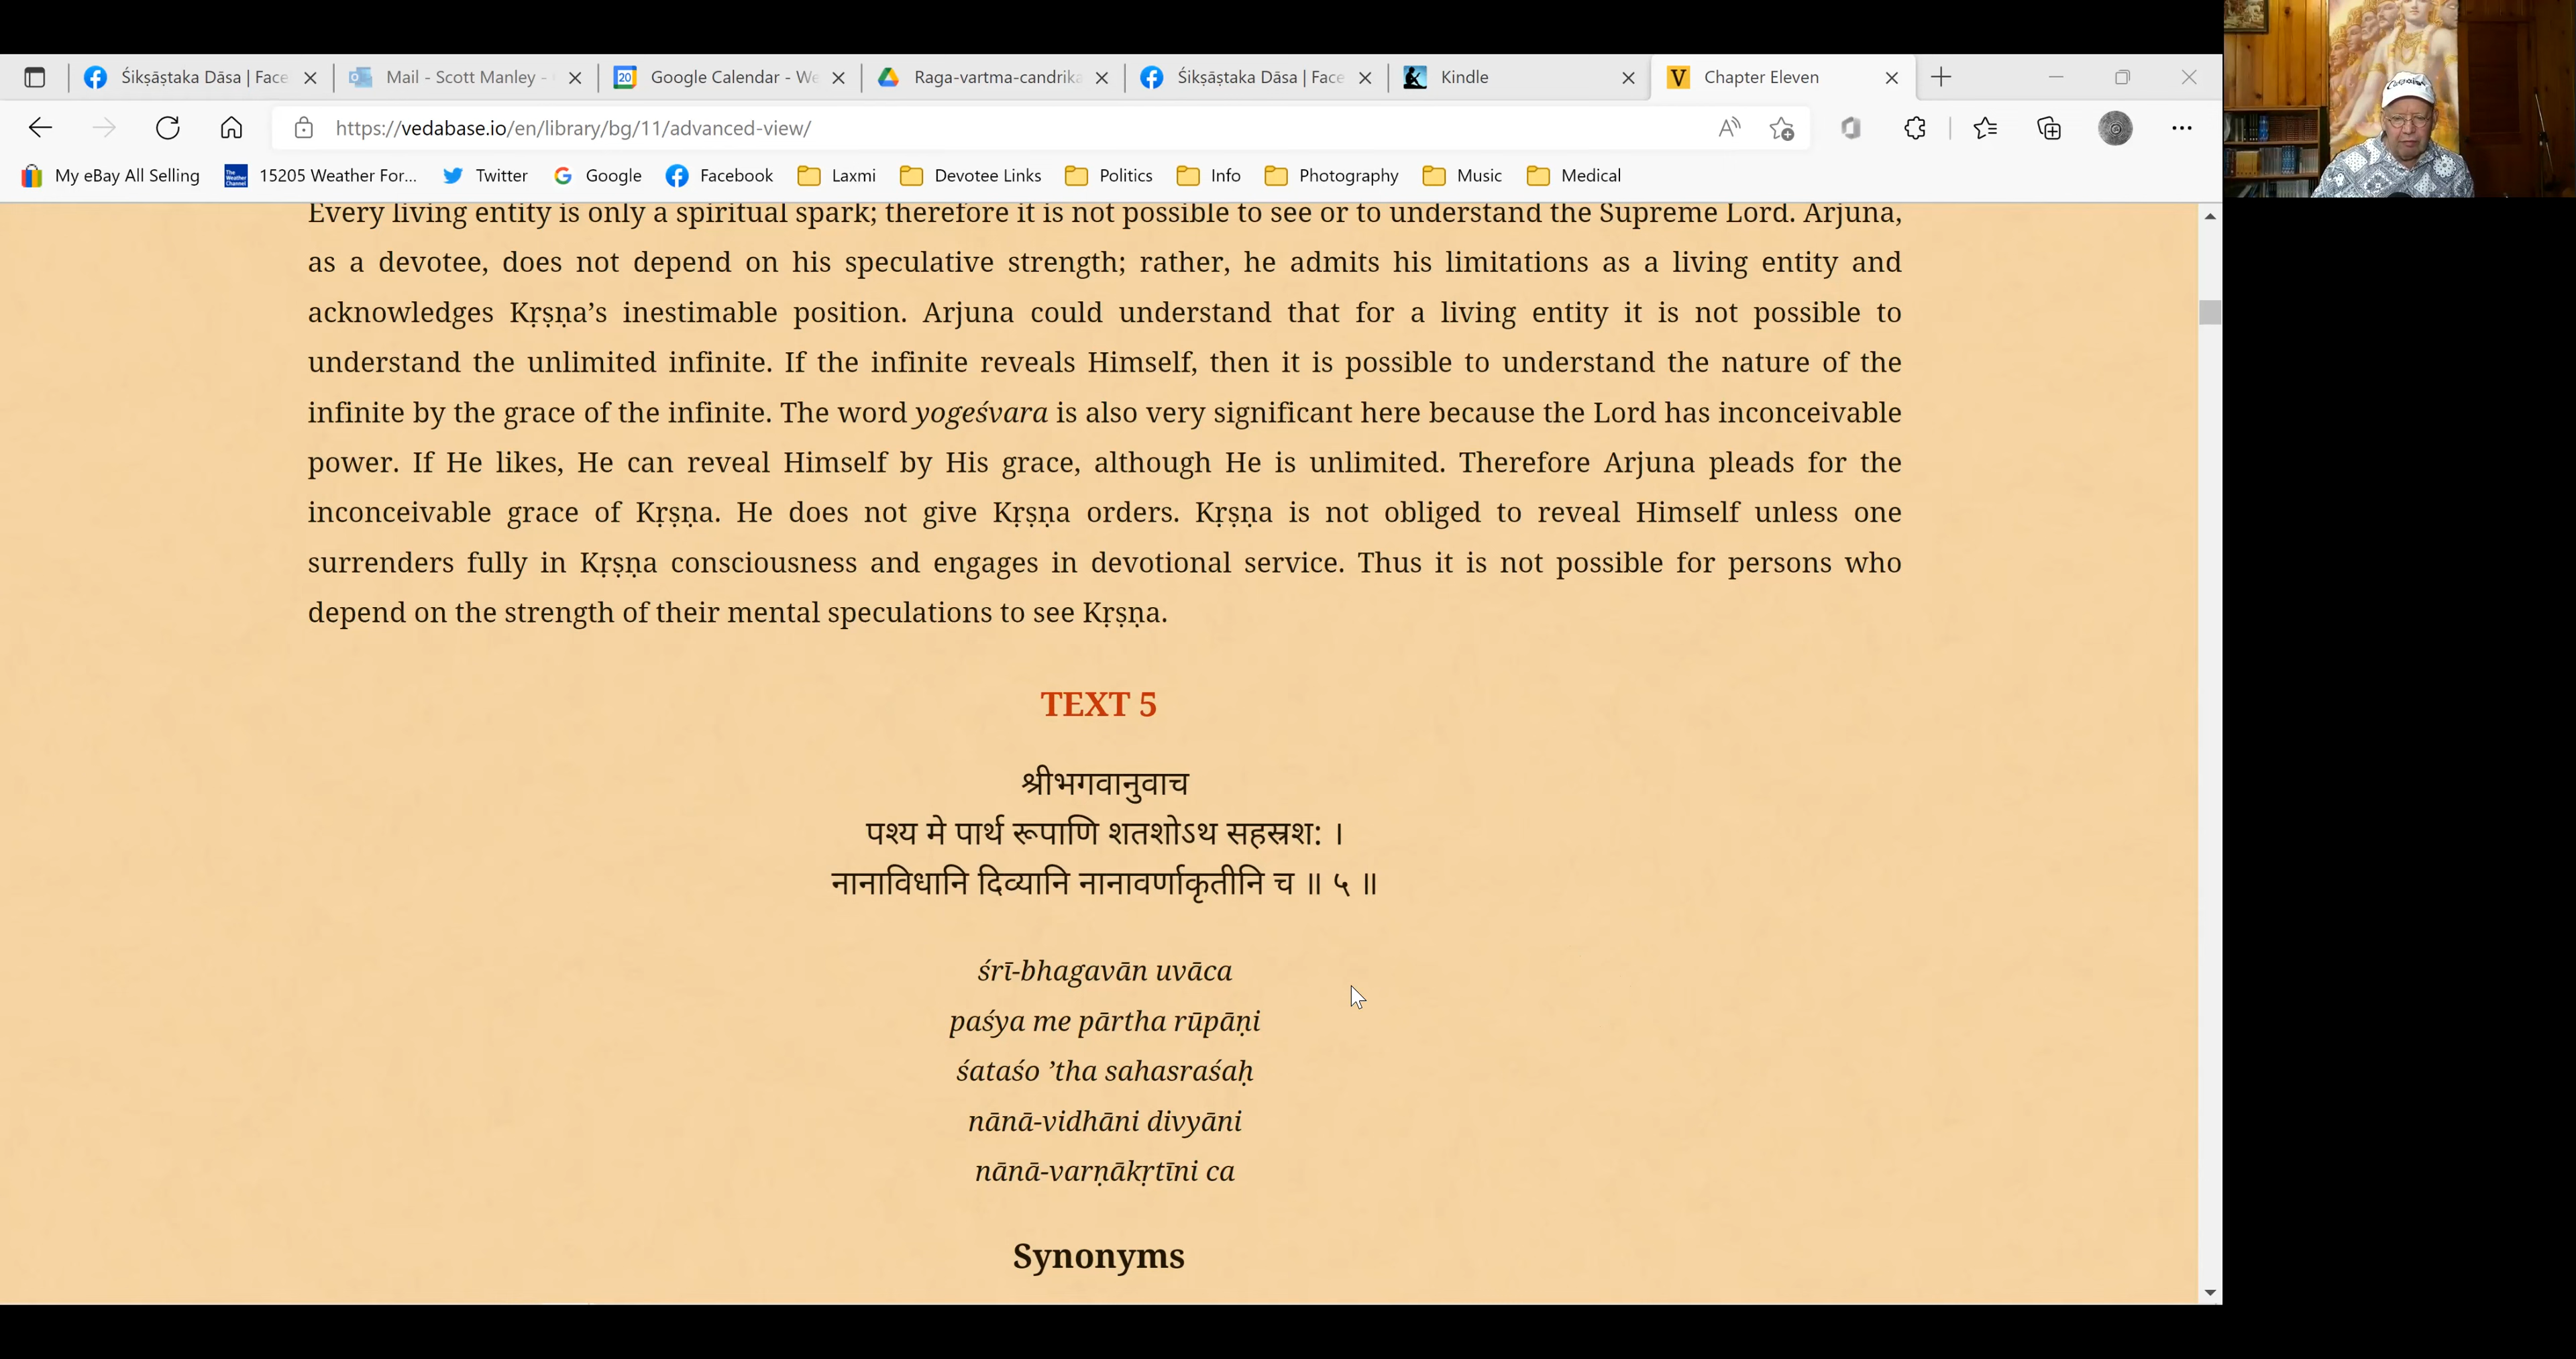 Śikṣāṣṭaka Dāsa | Face
Mail - Scott Manley -
Google Calendar - We
Raga-vartma-candrika
Śikṣāṣṭaka Dāsa | Face
Kindle
Chapter Eleven
https://vedabase.io/en/library/bg/11/advanced-view/
My eBay All Selling
15205 Weather For...
Twitter
Google
Facebook
Laxmi
Devotee Links
Politics
Info
Photography
Music
Medical
Every living entity is only a spiritual spark; therefore it is not possible to see or to understand the Supreme Lord. Arjuna,
as a devotee, does not depend on his speculative strength; rather, he admits his limitations as a living entity and
acknowledges Kṛṣṇa’s inestimable position. Arjuna could understand that for a living entity it is not possible to
understand the unlimited infinite. If the infinite reveals Himself, then it is possible to understand the nature of the
infinite by the grace of the infinite. The word yogeśvara is also very significant here because the Lord has inconceivable
power. If He likes, He can reveal Himself by His grace, although He is unlimited. Therefore Arjuna pleads for the
inconceivable grace of Kṛṣṇa. He does not give Kṛṣṇa orders. Kṛṣṇa is not obliged to reveal Himself unless one
surrenders fully in Kṛṣṇa consciousness and engages in devotional service. Thus it is not possible for persons who
depend on the strength of their mental speculations to see Kṛṣṇa.
TEXT 5
श्रीभगवानुवाच
पश्य मे पार्थ रूपाणि शतशोऽथ सहस्रश: ।
नानाविधानि दिव्यानि नानावर्णाकृतीनि च ॥ ५ ॥
śrī-bhagavān uvāca
paśya me pārtha rūpāṇi
śataśo ’tha sahasraśaḥ
nānā-vidhāni divyāni
nānā-varṇākṛtīni ca
Synonyms